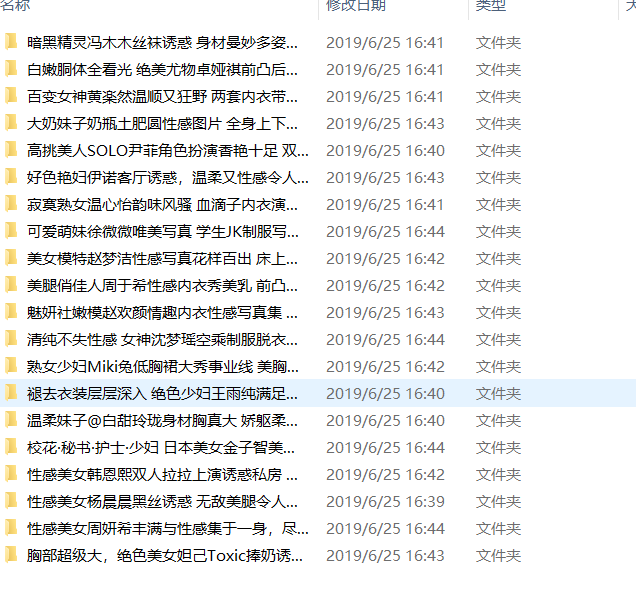 名称 修改日期 类型 大
暗黑精灵冯木木丝袜诱惑 身材曼妙多姿... 2019/6/25 16:41 文件夹
白嫩胴体全看光 绝美尤物卓娅祺前凸后... 2019/6/25 16:41 文件夹
百变女神黄楽然温顺又狂野 两套内衣带... 2019/6/25 16:41 文件夹
大奶妹子奶瓶土肥圆性感图片 全身上下... 2019/6/25 16:43 文件夹
高挑美人SOLO尹菲角色扮演香艳十足 双... 2019/6/25 16:40 文件夹
好色艳妇伊诺客厅诱惑，温柔又性感令人... 2019/6/25 16:43 文件夹
寂寞熟女温心怡韵味风骚 血滴子内衣演... 2019/6/25 16:41 文件夹
可爱萌妹徐微微唯美写真 学生JK制服写... 2019/6/25 16:44 文件夹
美女模特赵梦洁性感写真花样百出 床上... 2019/6/25 16:42 文件夹
美腿俏佳人周于希性感内衣秀美乳 前凸... 2019/6/25 16:42 文件夹
魅妍社嫩模赵欢颜情趣内衣性感写真集 ... 2019/6/25 16:43 文件夹
清纯不失性感 女神沈梦瑶空乘制服脱衣... 2019/6/25 16:44 文件夹
熟女少妇Miki兔低胸裙大秀事业线 美胸... 2019/6/25 16:42 文件夹
褪去衣装层层深入 绝色少妇王雨纯满足... 2019/6/25 16:40 文件夹
温柔妹子@白甜玲珑身材胸真大 娇躯柔... 2019/6/25 16:40 文件夹
校花·秘书·护士·少妇 日本美女金子智美... 2019/6/25 16:44 文件夹
性感美女韩恩熙双人拉拉上演诱惑私房 ... 2019/6/25 16:42 文件夹
性感美女杨晨晨黑丝诱惑 无敌美腿令人... 2019/6/25 16:39 文件夹
性感美女周妍希丰满与性感集于一身，尽... 2019/6/25 16:44 文件夹
胸部超级大，绝色美女妲己Toxic捧奶诱... 2019/6/25 16:43 文件夹